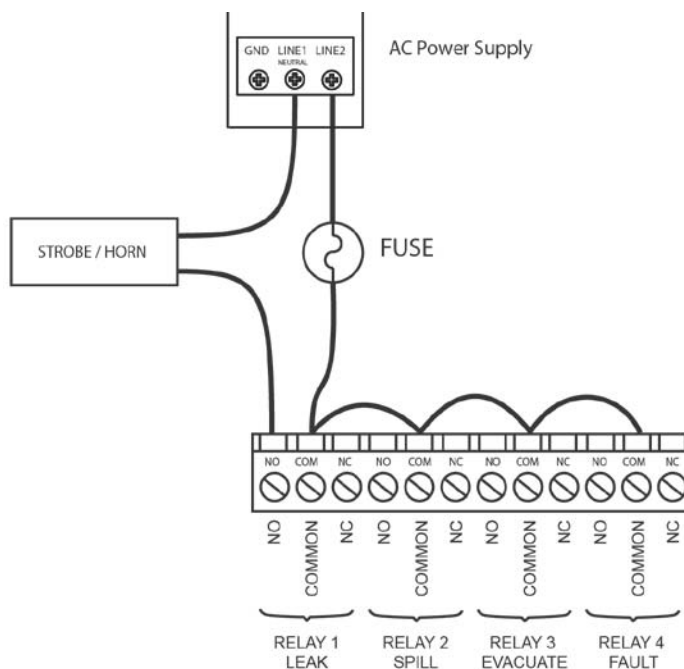 GND LINE1 LINE2
NEUTRAL
AC Power Supply
STROBE / HORN
FUSE
NO COM NC NO COM NC NO COM NC NO COM NC
NO COMMON NC NO COMMON NC NO COMMON NC NO COMMON NC
RELAY 1 RELAY 2 RELAY 3 RELAY 4
LEAK SPILL EVACUATE FAULT